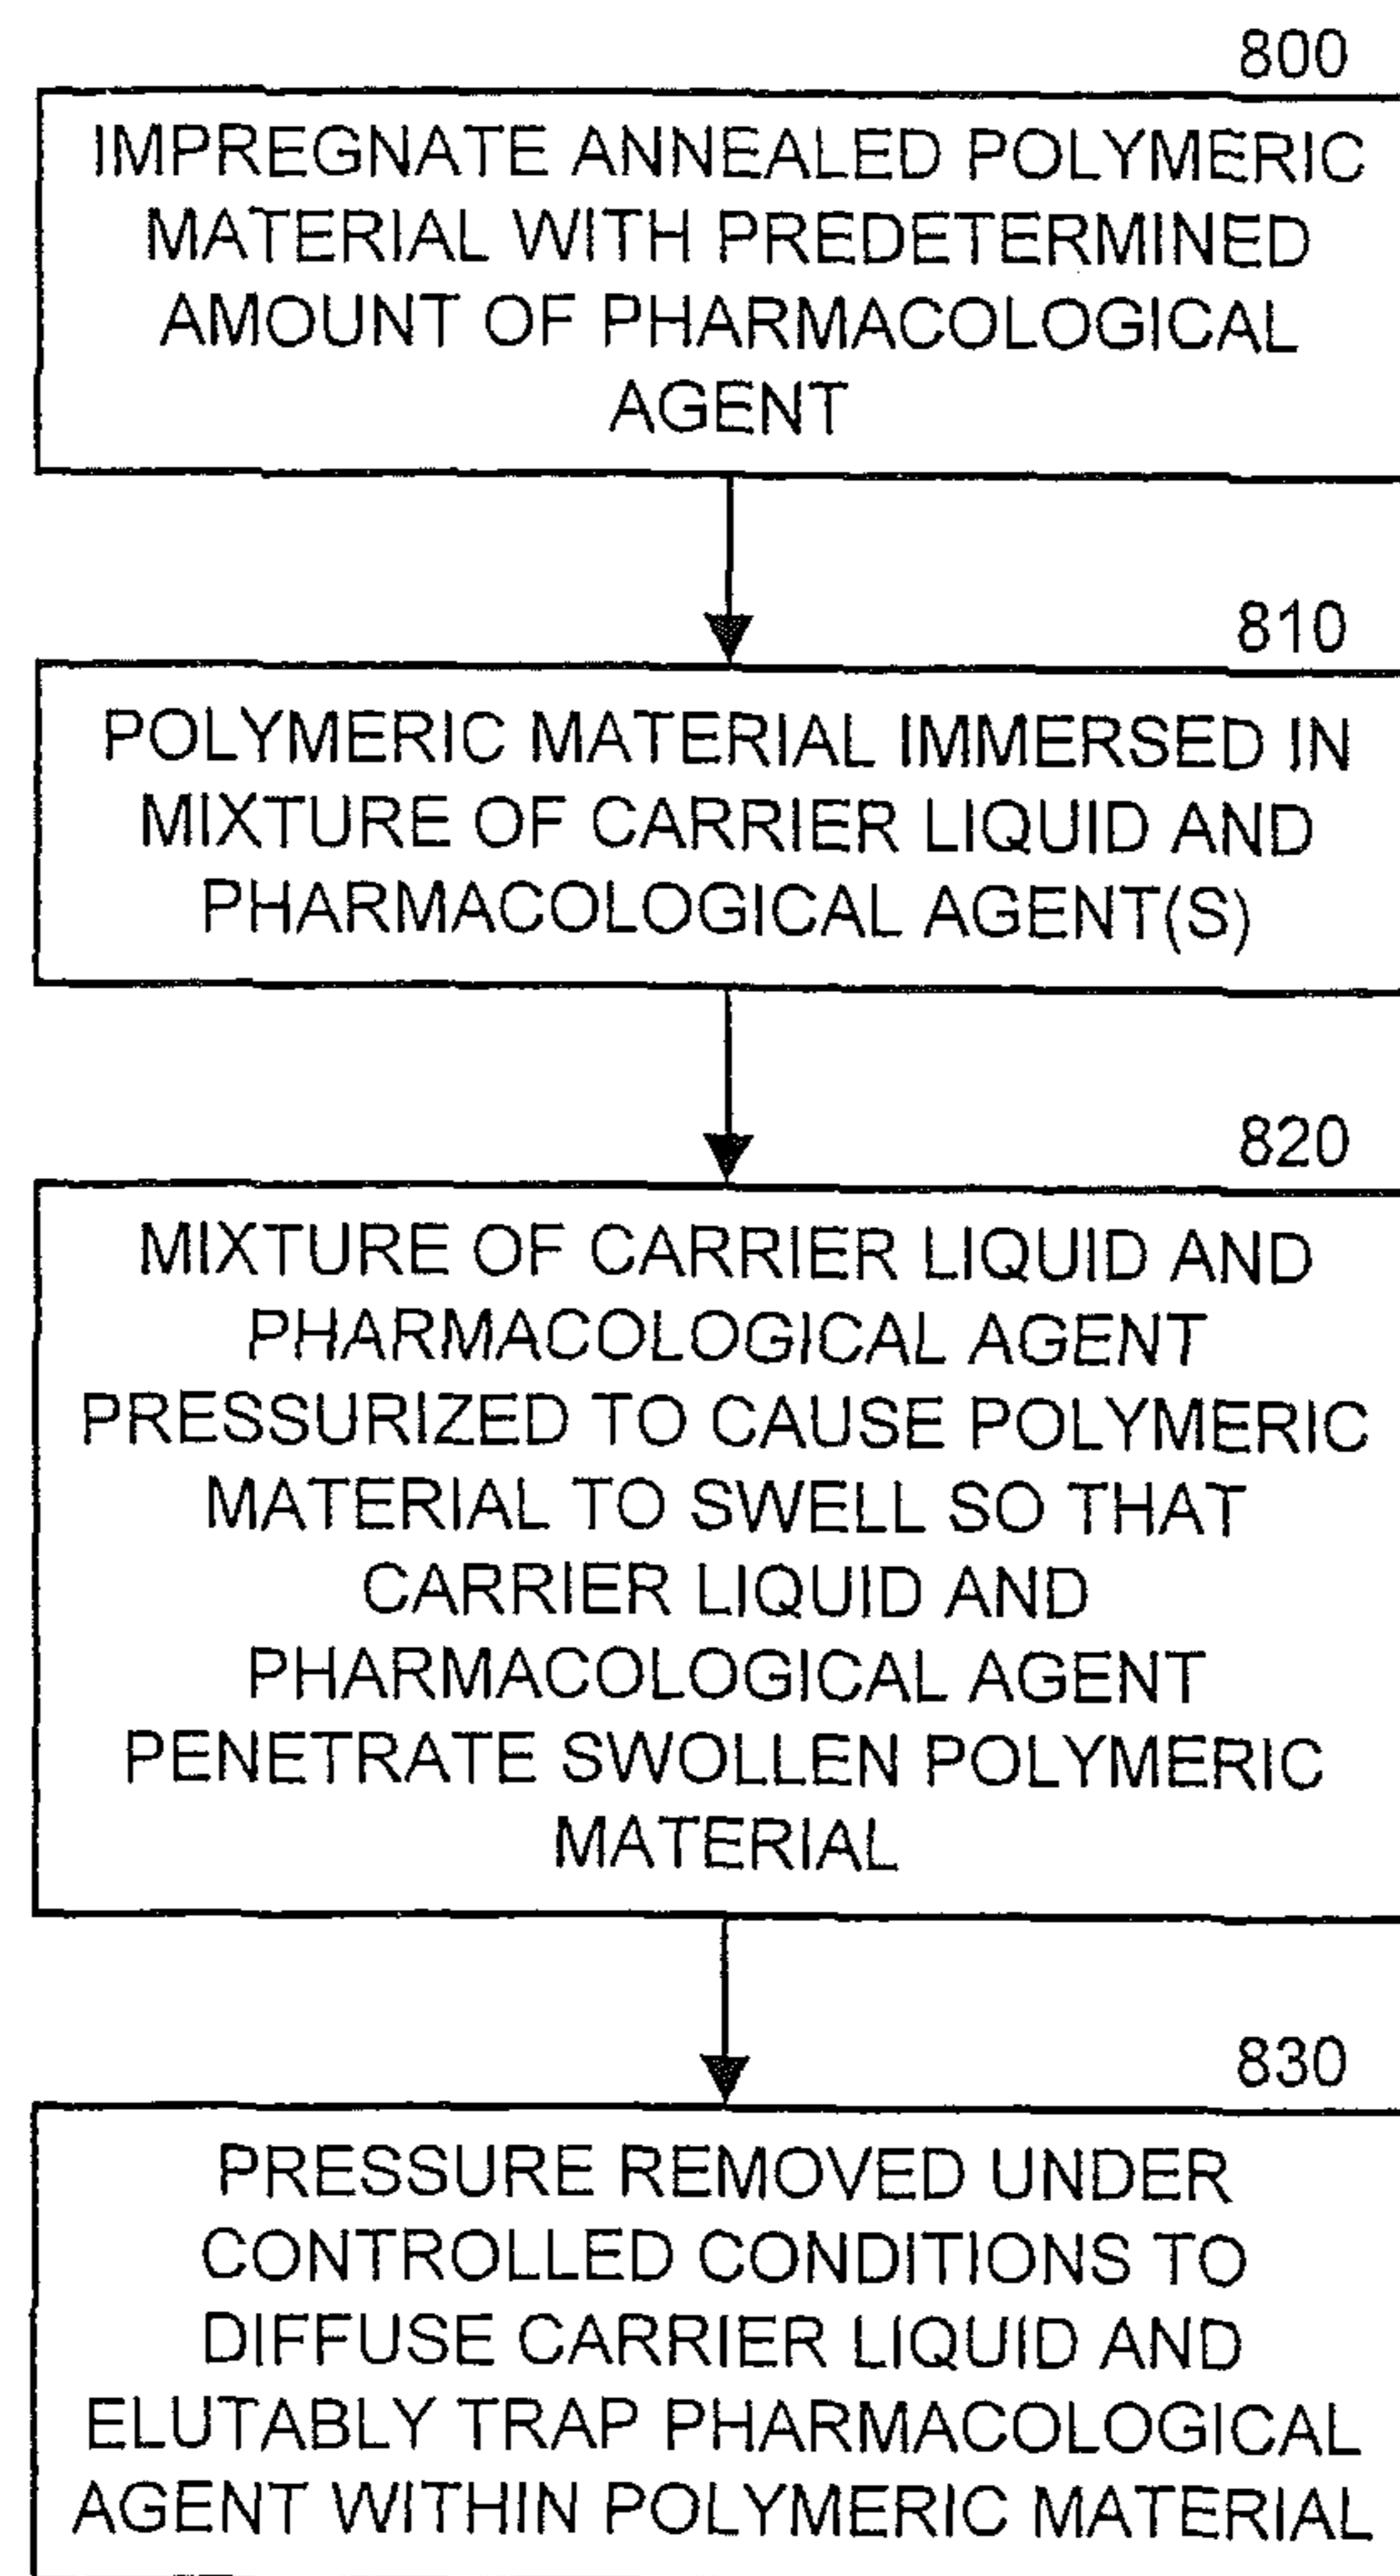 800
IMPREGNATE ANNEALED POLYMERIC
MATERIAL WITH PREDETERMINED
AMOUNT OF PHARMACOLOGICAL
AGENT
810
POLYMERIC MATERIAL IMMERSED IN
MIXTURE OF CARRIER LIQUID AND
PHARMACOLOGICAL AGENT(S)
820
MIXTURE OF CARRIER LIQUID AND
PHARMACOLOGICAL AGENT
PRESSURIZED TO CAUSE POLYMERIC
MATERIAL TO SWELL SO THAT
CARRIER LIQUID AND
PHARMACOLOGICAL AGENT
PENETRATE SWOLLEN POLYMERIC
MATERIAL
830
PRESSURE REMOVED UNDER
CONTROLLED CONDITIONS TO
DIFFUSE CARRIER LIQUID AND
ELUTABLY TRAP PHARMACOLOGICAL
AGENT WITHIN POLYMERIC MATERIAL